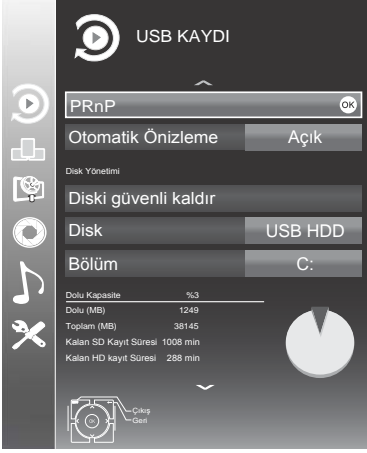 USB KAYDI
PRnP OK
Otomatik Önizleme Açık
Disk Yönetimi
Diski güvenli kaldır
Disk USB HDD
Bölüm C:
Dolu Kapasite %3
Dolu (MB) 1249
Toplam (MB) 38145
Kalan SD Kayıt Süresi 1008 min
Kalan HD kayıt Süresi 288 min
Çıkış
OK Geri